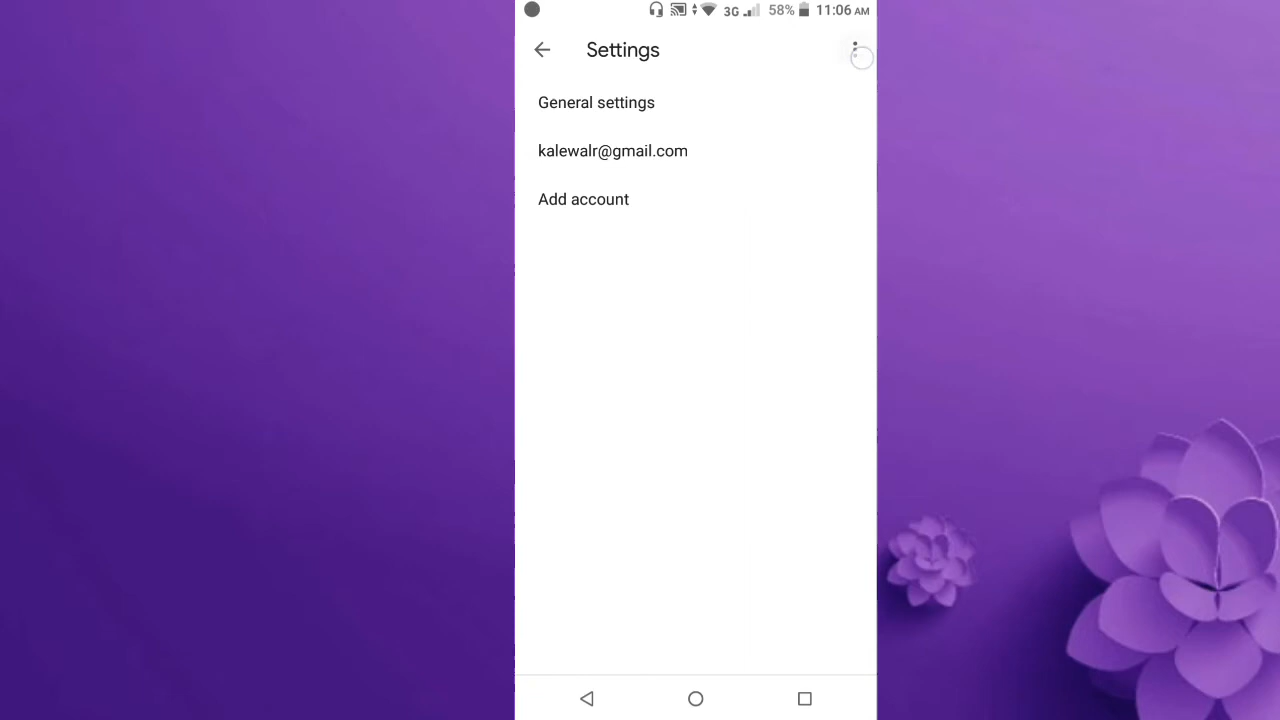 3G 58% 11:06 AM
Settings
General settings
kalewalr@gmail.com
Add account